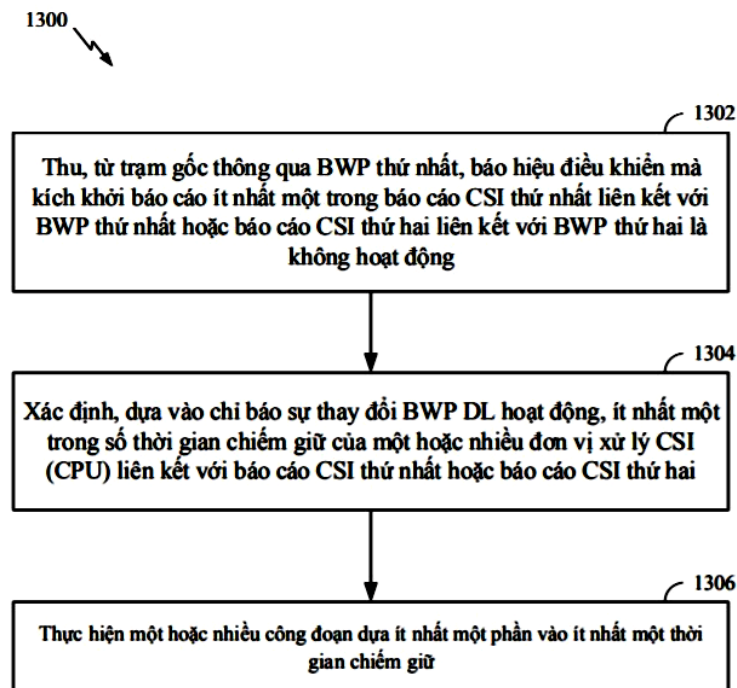 1300
1302
Thu, từ trạm gốc thông qua BWP thứ nhất, báo hiệu điều khiển mà
kích khởi báo cáo ít nhất một trong báo cáo CSI thứ nhất liên kết với
BWP thứ nhất hoặc báo cáo CSI thứ hai liên kết với BWP thứ hai là
không hoạt động
1304
Xác định, dựa vào chỉ báo sự thay đổi BWP DL hoạt động, ít nhất một
trong số thời gian chiếm giữ của một hoặc nhiều đơn vị xử lý CSI
(CPU) liên kết với báo cáo CSI thứ nhất hoặc báo cáo CSI thứ hai
1306
Thực hiện một hoặc nhiều công đoạn dựa ít nhất một phần vào ít nhất một thời
gian chiếm giữ